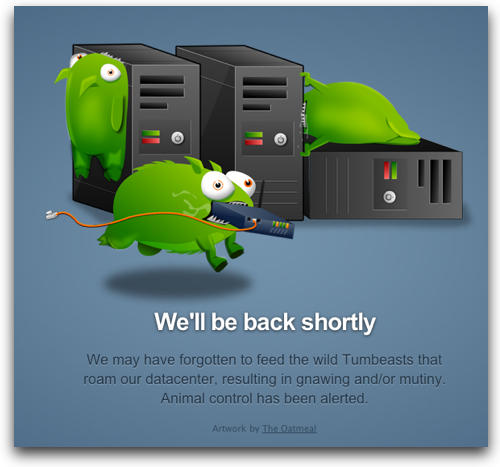 We'll be back shortly
We may have forgotten to feed the wild Tumbeasts that
roam our datacenter, resulting in gnawing and/or mutiny.
Animal control has been alerted.
Artwork by The Oatmeal